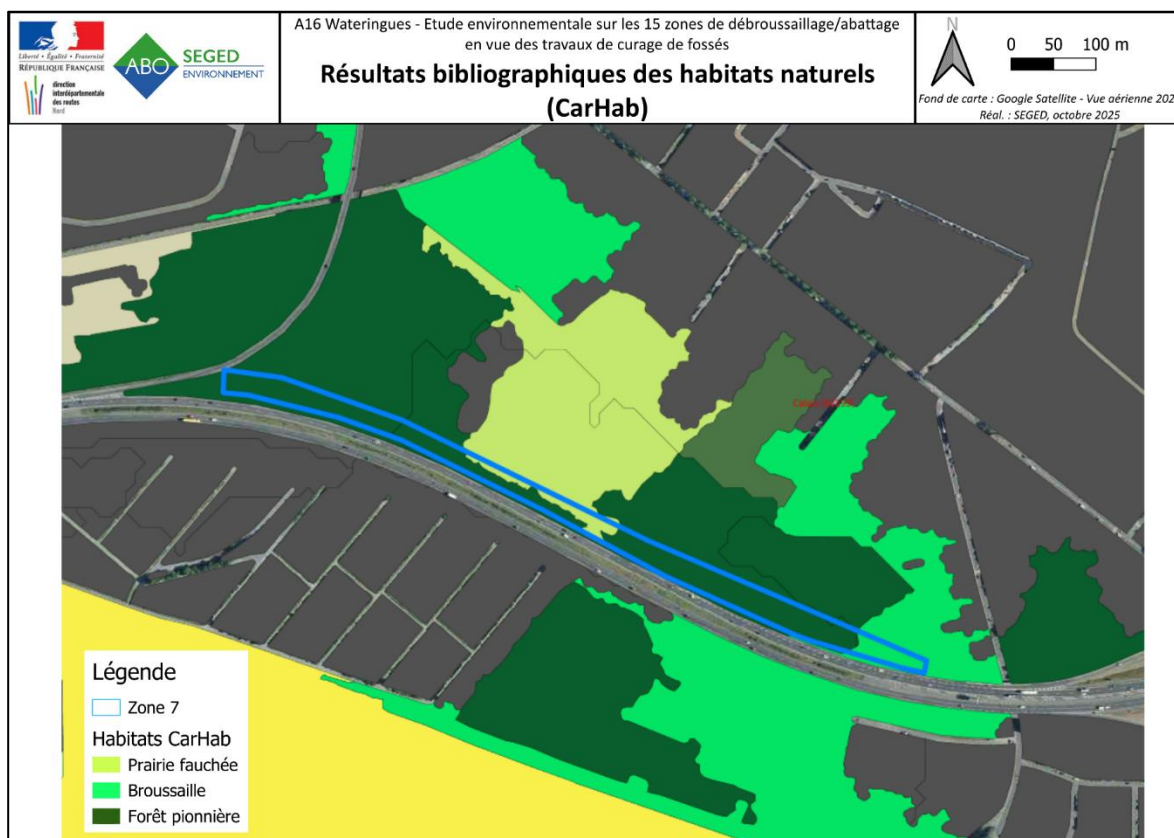 Liberté • Égalité • Fraternité
RÉPUBLIQUE FRANÇAISE
direction
interdépartementale
des routes
Nord
ABO
SEGED
ENVIRONNEMENT
A16 Wateringues - Etude environnementale sur les 15 zones de débroussaillage/abattage
en vue des travaux de curage de fossés
Résultats bibliographiques des habitats naturels
(CarHab)
N
0 50 100 m
Fond de carte : Google Satellite - Vue aérienne 202
Réal. : SEGED, octobre 2025
Légende
Zone 7
Habitats CarHab
Prairie fauchée
Broussaille
Forêt pionnière